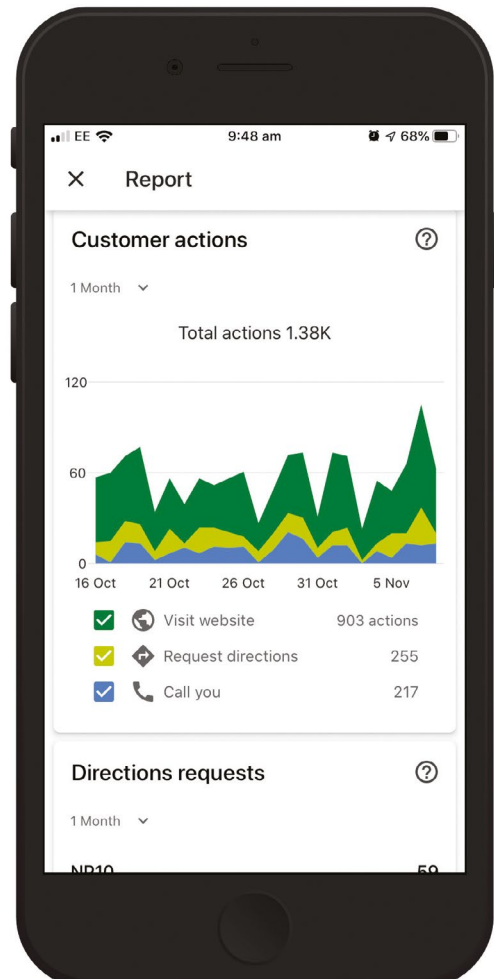 EE 9:48 am 68%
Report
Customer actions
1 Month
Total actions 1.38K
120
60
0
16 Oct 21 Oct 26 Oct 31 Oct 5 Nov
Visit website 903 actions
Request directions 255
Call you 217
Directions requests
1 Month
NP10 59